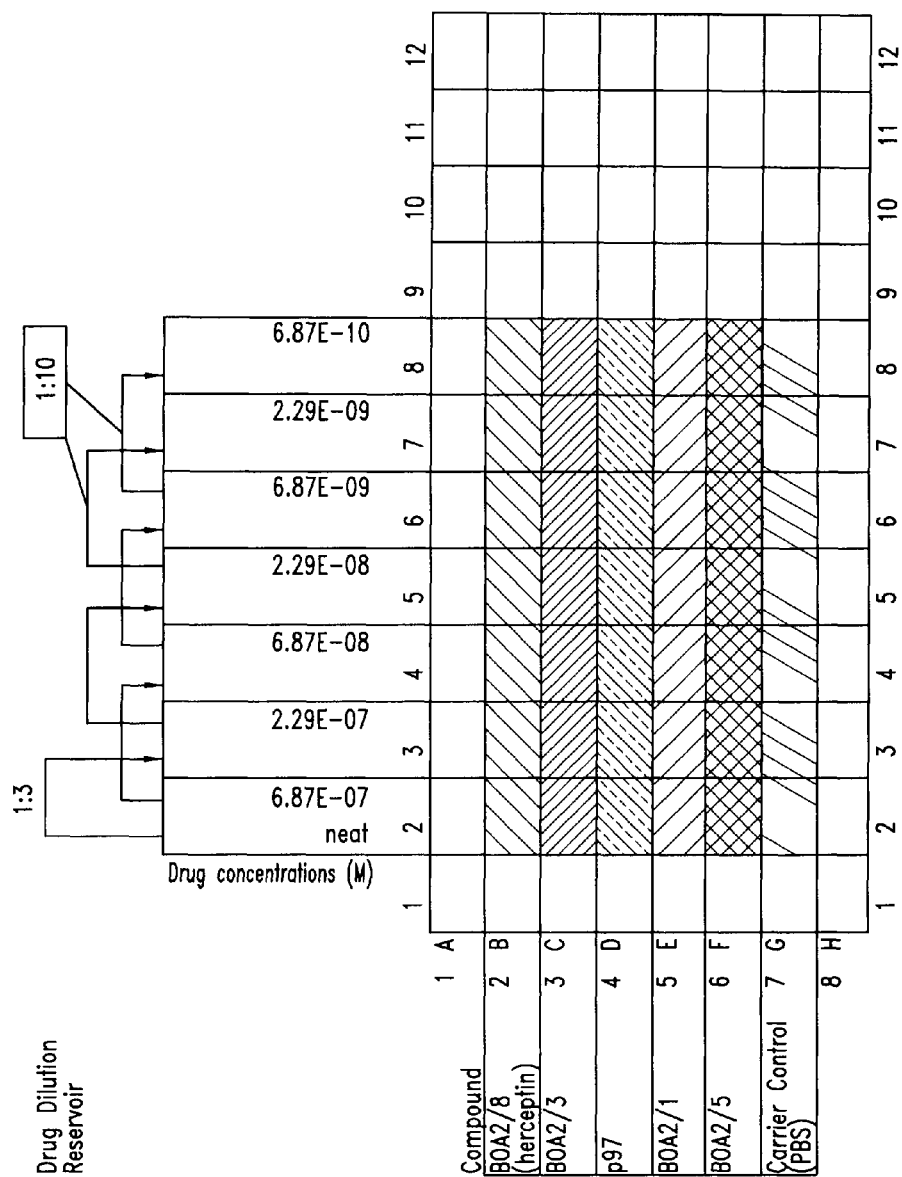 Drug Dilution
Reservoir
1:3
1:10
Drug concentrations (M)
6.87E-07 2.29E-07 6.87E-08 2.29E-08 6.87E-09 2.29E-09 6.87E-10
neat
1 2 3 4 5 6 7 8 9 10 11 12
1 A
Compound
BOA2/8
(herceptin)
2 B
BOA2/3 3 C
p97 4 D
BOA2/1 5 E
BOA2/5 6 F
Carrier Control
(PBS)
7 G
8 H
1 2 3 4 5 6 7 8 9 10 11 12